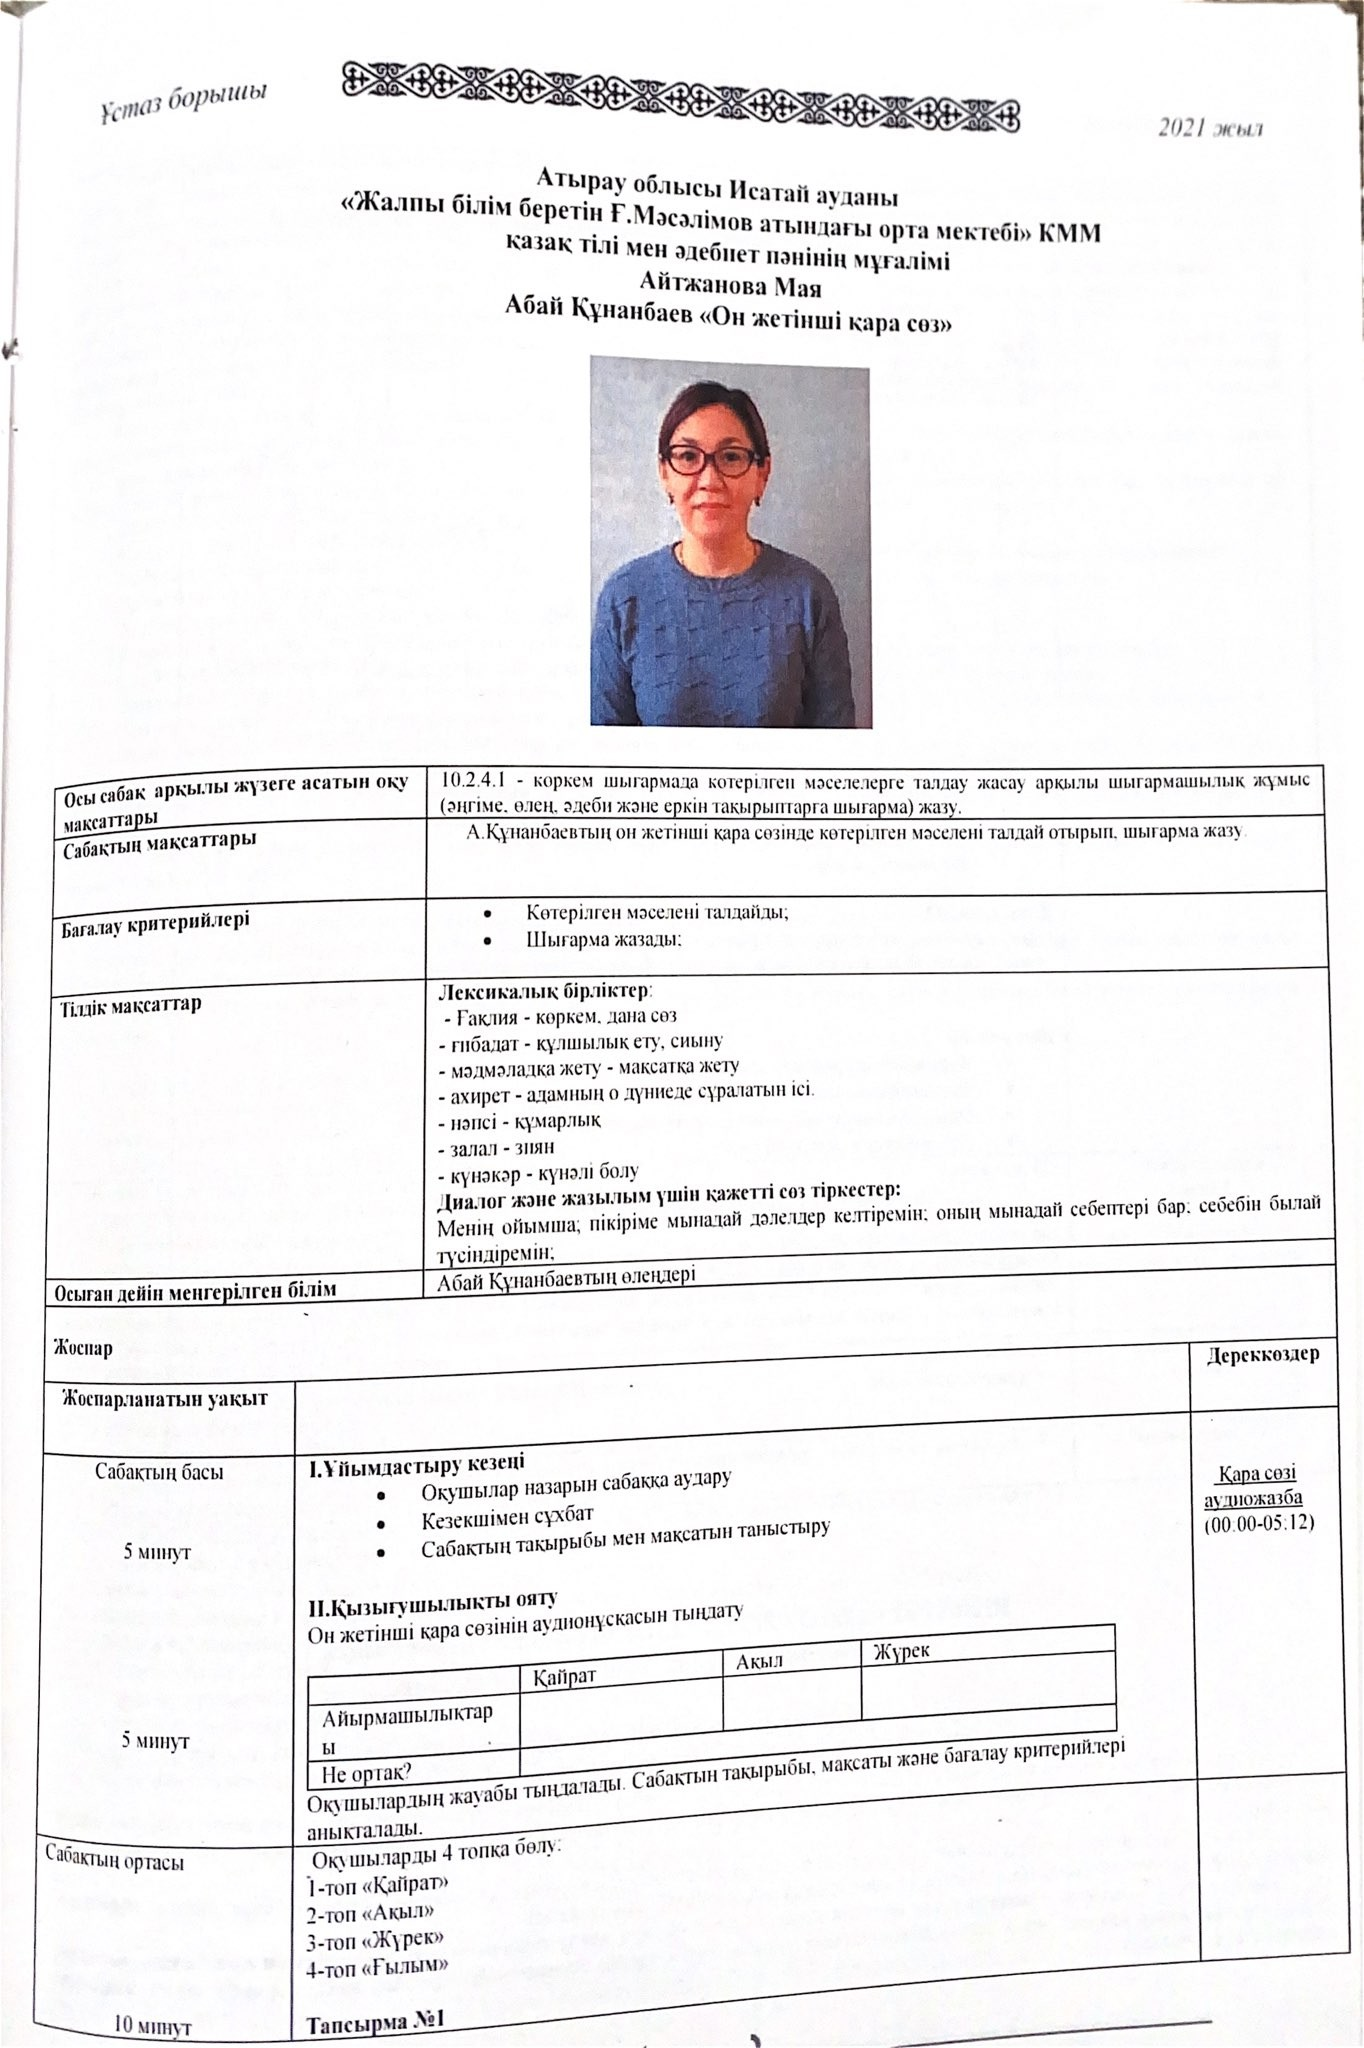 Ұстаз борышы
2021 жыл
Атырау облысы Исатай ауданы
«Жалпы білім беретін Ғ.Мәсәлімов атындағы орта мектебі» КММ
қазақ тілі мен әдебиет пәнінің мұғалімі
Айтжанова Мая
Абай Құнанбаев «Он жетінші қара сөз»
Осы сабақ арқылы жүзеге асатын оқу
мақсаттары
10.2.4.1 - көркем шығармада көтерілген мәселелерге талдау жасау арқылы шығармашылық жұмыс
(әңгіме, өлең, әдеби және еркін тақырыптарға шығарма) жазу.
Сабақтың мақсаттары
А.Құнанбаевтың он жетінші қара сөзінде көтерілген мәселені талдай отырып, шығарма жазу.
Бағалау критерийлері
• Көтерілген мәселені талдайды;
• Шығарма жазады;
Тілдік мақсаттар
Лексикалық бірліктер:
- Ғақлия - көркем, дана сөз
- ғибадат - құлшылық ету, сиыну
- мәдмәладқа жету - мақсатқа жету
- ахирет - адамның о дүниеде сұралатын ісі.
- нәпсі - құмарлық
- залал - зиян
- күнәкәр - күнәлі болу
Диалог және жазылым үшін қажетті сөз тіркестер:
Менің ойымша; пікіріме мынадай дәлелдер келтіремін; оның мынадай себептері бар; себебін былай
түсіндіремін;
Осыған дейін меңгерілген білім
Абай Құнанбаевтың өлеңдері
Жоспар
Жоспарланатын уақыт
Дереккөздер
Сабақтың басы
5 минут
5 минут
І.Ұйымдастыру кезеңі
• Оқушылар назарын сабаққа аудару
• Кезекшімен сұхбат
• Сабақтың тақырыбы мен мақсатын таныстыру
ІІ.Қызығушылықты ояту
Он жетінші қара сөзінің аудионұсқасын тыңдату
Қайрат
Ақыл
Жүрек
Айырмашылықтар
ы
Не ортақ?
Оқушылардың жауабы тыңдалады. Сабақтың тақырыбы, мақсаты және бағалау критерийлері
анықталады.
Қара сөзі
аудиожазба
(00:00-05:12)
Сабақтың ортасы
10 минут
Оқушыларды 4 топқа бөлу:
1-топ «Қайрат»
2-топ «Ақыл»
3-топ «Жүрек»
4-топ «Ғылым»
Тапсырма №1